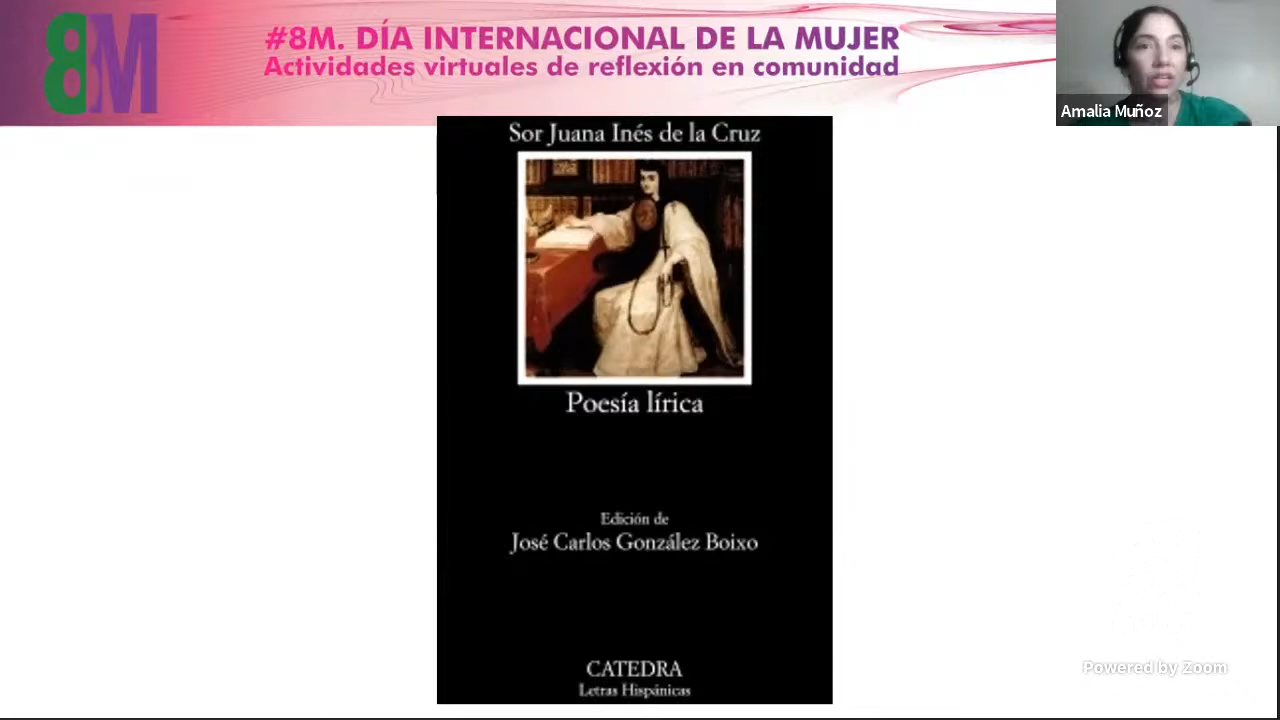 8M
#8M. DÍA INTERNACIONAL DE LA MUJER
Actividades virtuales de reflexión en comunidad
Amalia Muñoz
Sor Juana Inés de la Cruz
Poesía lírica
Edición de
José Carlos González Boixo
CATEDRA
Letras Hispánicas
Powered by Zoom